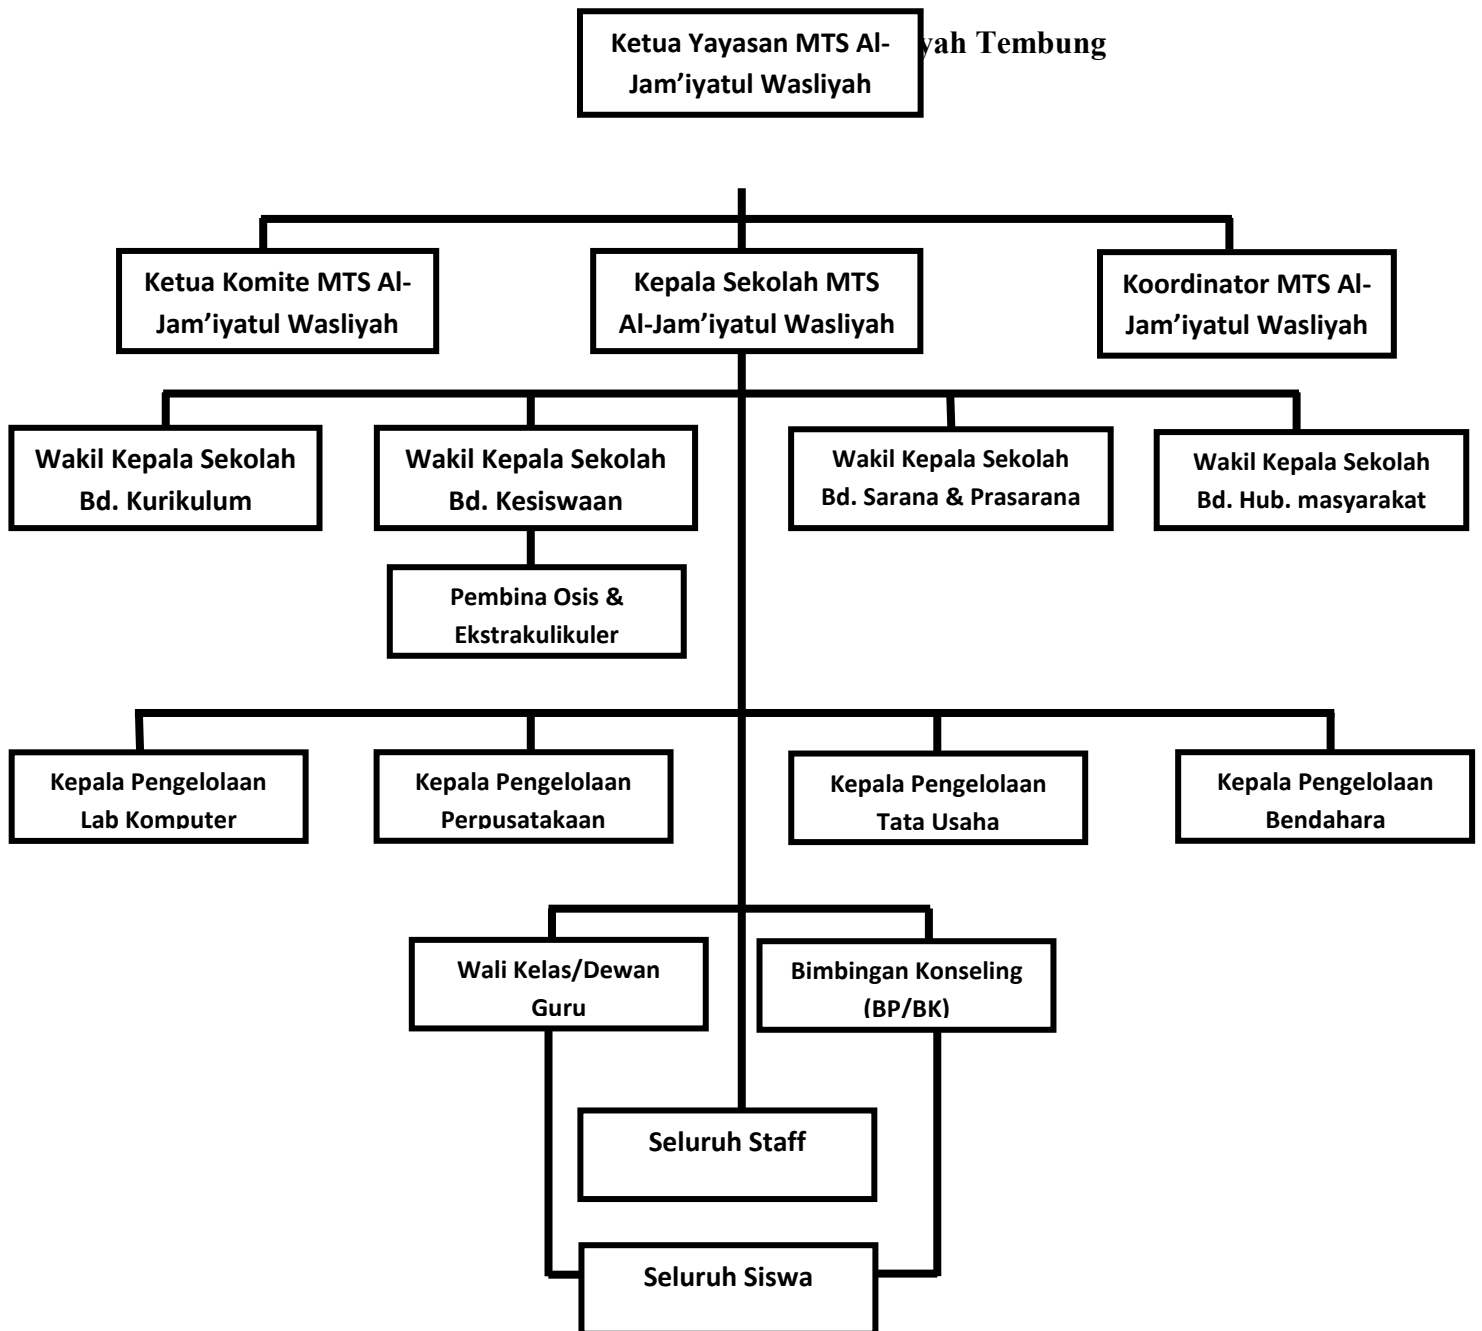 Ketua Yayasan MTS Al-
Jam’iyatul Wasliyah
yah Tembung
Ketua Komite MTS Al-
Jam’iyatul Wasliyah
Kepala Sekolah MTS
Al-Jam’iyatul Wasliyah
Koordinator MTS Al-
Jam’iyatul Wasliyah
Wakil Kepala Sekolah
Bd. Kurikulum
Wakil Kepala Sekolah
Bd. Kesiswaan
Wakil Kepala Sekolah
Bd. Sarana & Prasarana
Wakil Kepala Sekolah
Bd. Hub. masyarakat
Pembina Osis &
Ekstrakulikuler
Kepala Pengelolaan
Lab Komputer
Kepala Pengelolaan
Perpusatakaan
Kepala Pengelolaan
Tata Usaha
Kepala Pengelolaan
Bendahara
Wali Kelas/Dewan
Guru
Bimbingan Konseling
(BP/BK)
Seluruh Staff
Seluruh Siswa